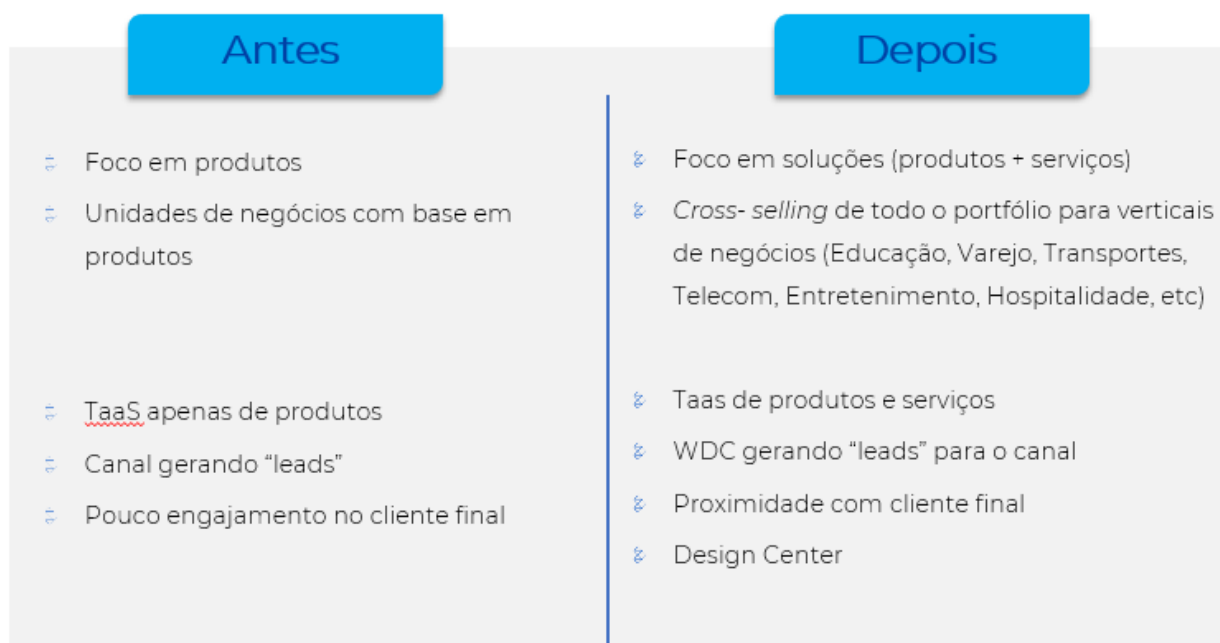 Antes
Foco em produtos
Unidades de negócios com base em
produtos
TaaS apenas de produtos
Canal gerando “leads”
Pouco engajamento no cliente final
Depois
Foco em soluções (produtos + serviços)
Cross- selling de todo o portfólio para verticais
de negócios (Educação, Varejo, Transportes,
Telecom, Entretenimento, Hospitalidade, etc)
Taas de produtos e serviços
WDC gerando “leads” para o canal
Proximidade com cliente final
Design Center